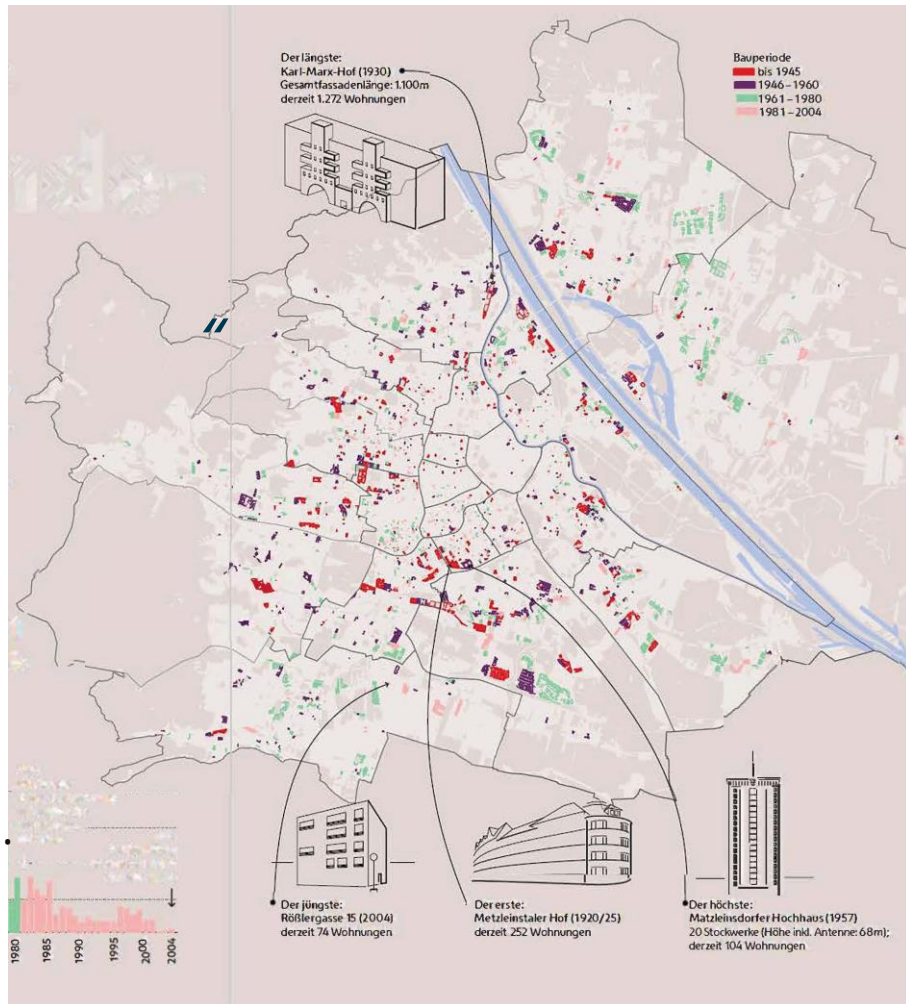 Der längste:
Karl-Marx-Hof (1930)
Gesamtfassadenlänge: 1.100m
derzeit 1.272 Wohnungen
Bauperiode
bis 1945
1946–1960
1961–1980
1981–2004
Der jüngste:
Rößlergasse 15 (2004)
derzeit 74 Wohnungen
Der erste:
Metzleinstaler Hof (1920/25)
derzeit 252 Wohnungen
Der höchste:
Matzleinsdorfer Hochhaus (1957)
20 Stockwerke (Höhe inkl. Antenne: 68m);
derzeit 104 Wohnungen
1980
1985
1990
1995
2000
2004